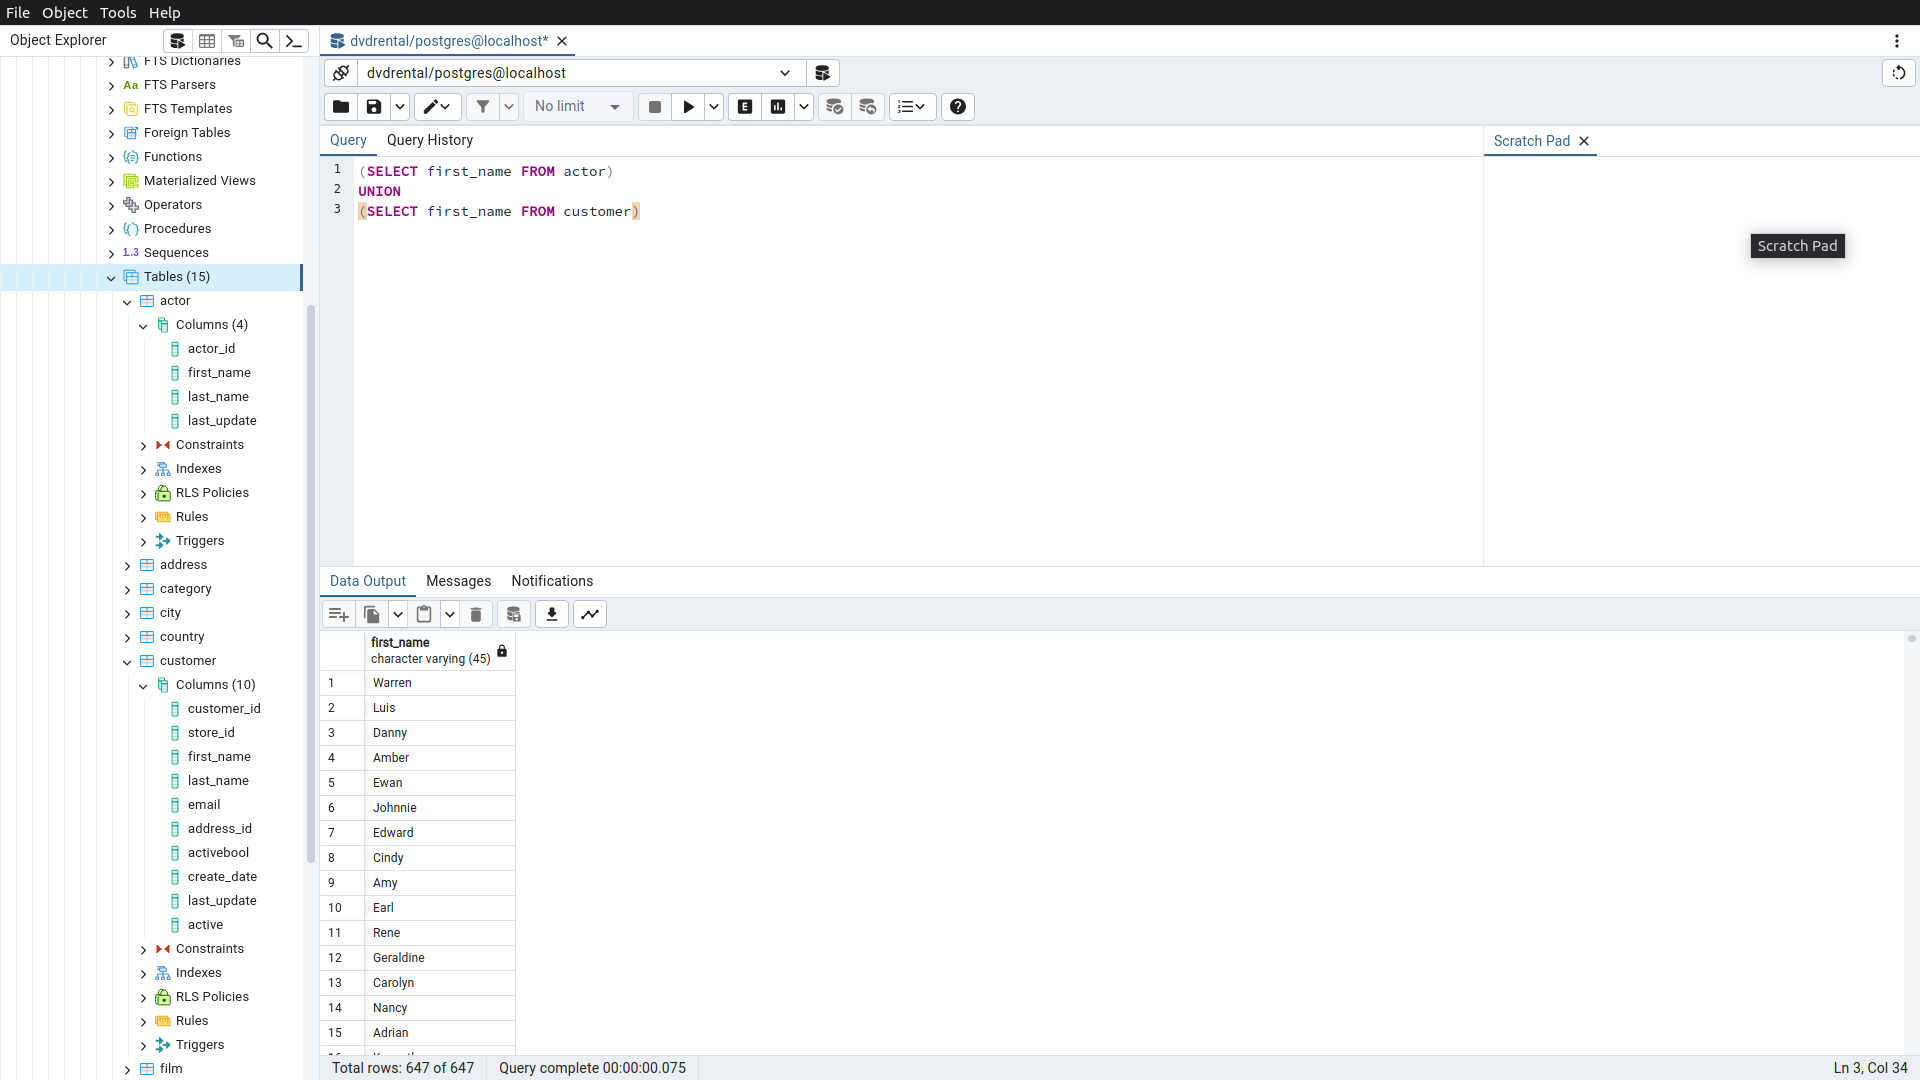 File Object Tools Help
Object Explorer
FTS Dictionaries
Aa FTS Parsers
FTS Templates
Foreign Tables
Functions
Materialized Views
Operators
Procedures
1.3 Sequences
Tables (15)
actor
Columns (4)
actor_id
first_name
last_name
last_update
Constraints
Indexes
RLS Policies
Rules
Triggers
address
category
city
country
customer
Columns (10)
customer_id
store_id
first_name
last_name
email
address_id
activebool
create_date
last_update
active
Constraints
Indexes
RLS Policies
Rules
Triggers
film
dvdrental/postgres@localhost*
dvdrental/postgres@localhost
No limit
E
Query Query History
1 (SELECT first_name FROM actor)
2 UNION
3 (SELECT first_name FROM customer)
Scratch Pad
Scratch Pad
Data Output Messages Notifications
first_name
character varying (45)
1 Warren
2 Luis
3 Danny
4 Amber
5 Ewan
6 Johnnie
7 Edward
8 Cindy
9 Amy
10 Earl
11 Rene
12 Geraldine
13 Carolyn
14 Nancy
15 Adrian
Total rows: 647 of 647 Query complete 00:00:00.075 Ln 3, Col 34